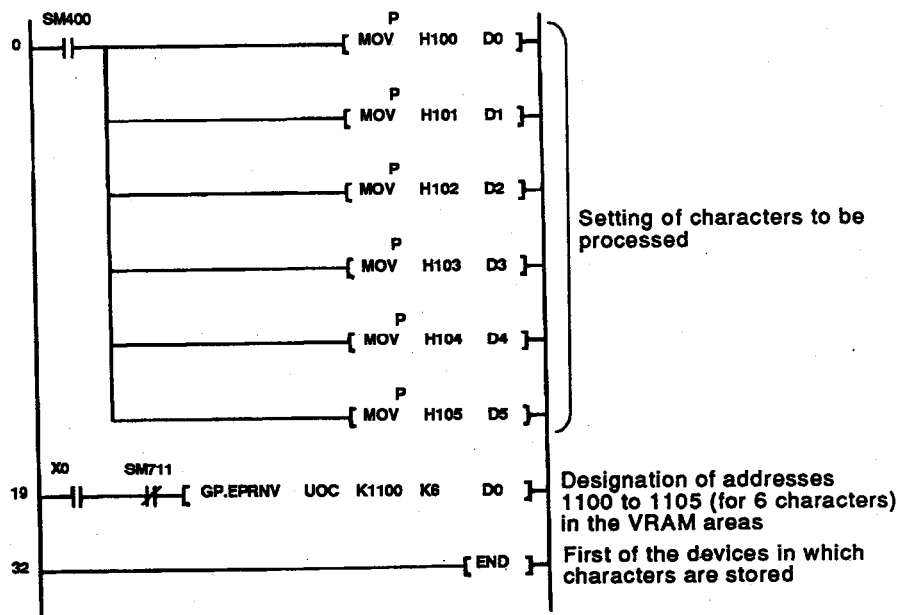 SM400
P
0 MOV H100 D0
P
MOV H101 D1
P
MOV H102 D2
Setting of characters to be
processed
P
MOV H103 D3
P
MOV H104 D4
P
MOV H105 D5
X0 SM711
19 GP.EPRNV UOC K1100 K6 D0
Designation of addresses
1100 to 1105 (for 6 characters)
in the VRAM areas
32 END
First of the devices in which
characters are stored